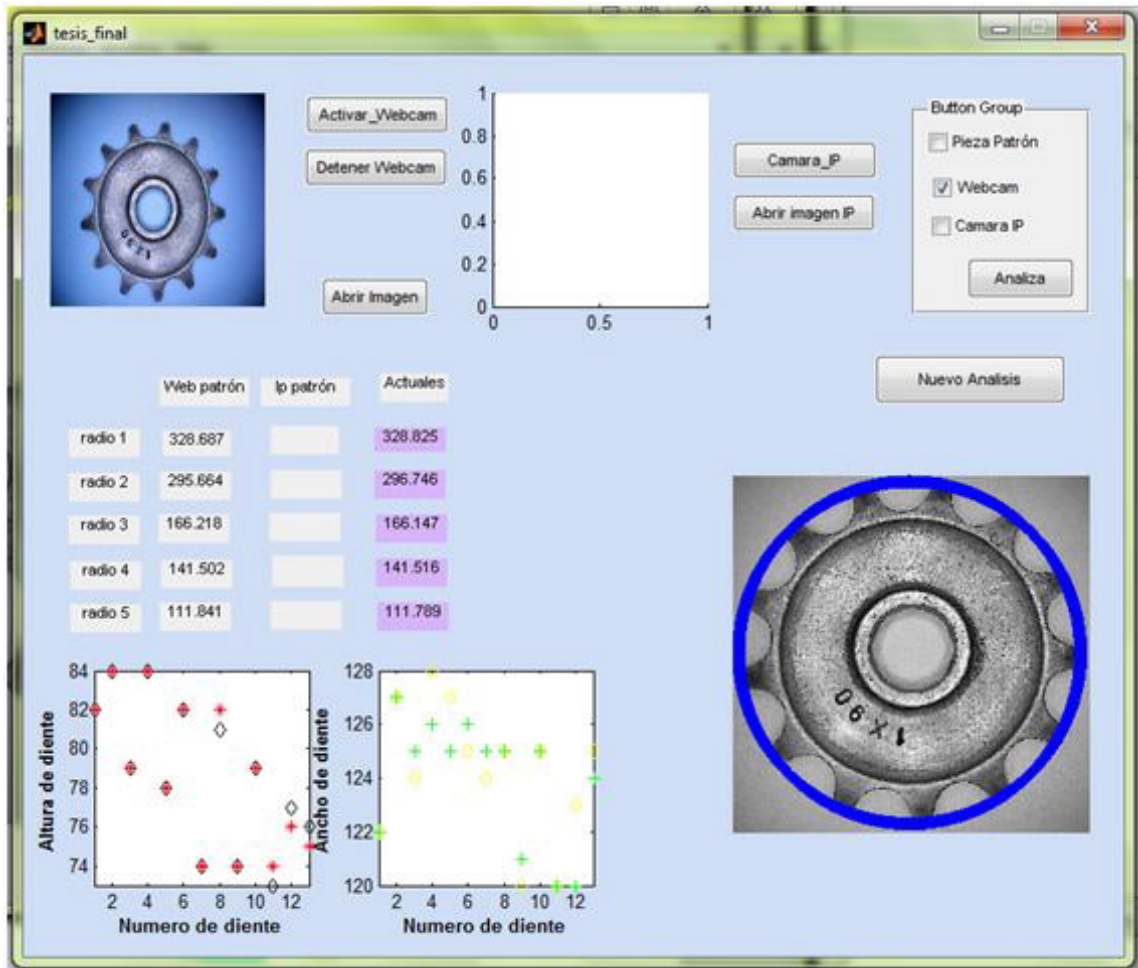 tesis_final
Activar_Webcam
Detener Webcam
Abrir Imagen
1
0.8
0.6
0.4
0.2
0
0 0.5 1
Camara_IP
Abrir imagen IP
Button Group
Pieza Patrón
Webcam
Camara IP
Analiza
Nuevo Analisis
Web patrón Ip patrón Actuales
radio 1 328.687 328.825
radio 2 295.664 296.746
radio 3 166.218 166.147
radio 4 141.502 141.516
radio 5 111.841 111.789
Altura de diente
84
82
80
78
76
74
2 4 6 8 10 12
Numero de diente
Ancho de diente
128
126
124
122
120
2 4 6 8 10 12
Numero de diente
1 X 90